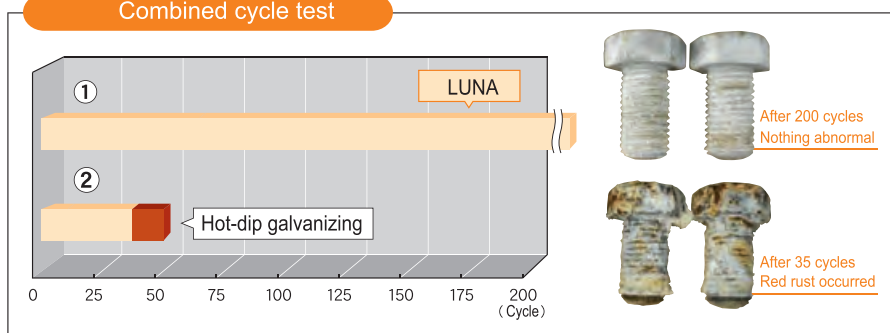 Combined cycle test
①
LUNA
②
Hot-dip galvanizing
0 25 50 75 100 125 150 175 200
(Cycle)
After 200 cycles
Nothing abnormal
After 35 cycles
Red rust occurred